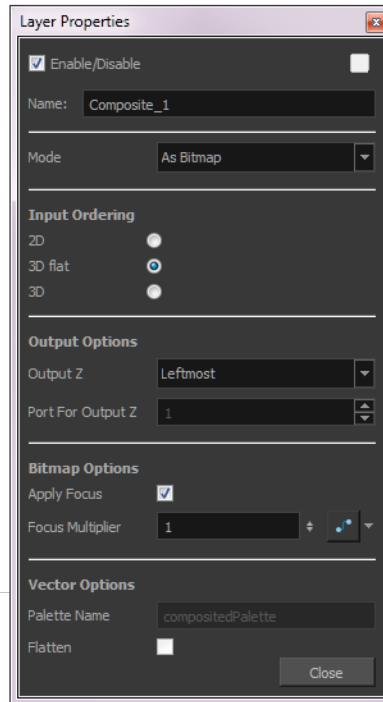 Layer Properties
Enable/Disable
Name: Composite_1
Mode As Bitmap
Input Ordering
2D
3D flat
3D
Output Options
Output Z Leftmost
Port For Output Z 1
Bitmap Options
Apply Focus
Focus Multiplier 1
Vector Options
Palette Name compositedPalette
Flatten
Close